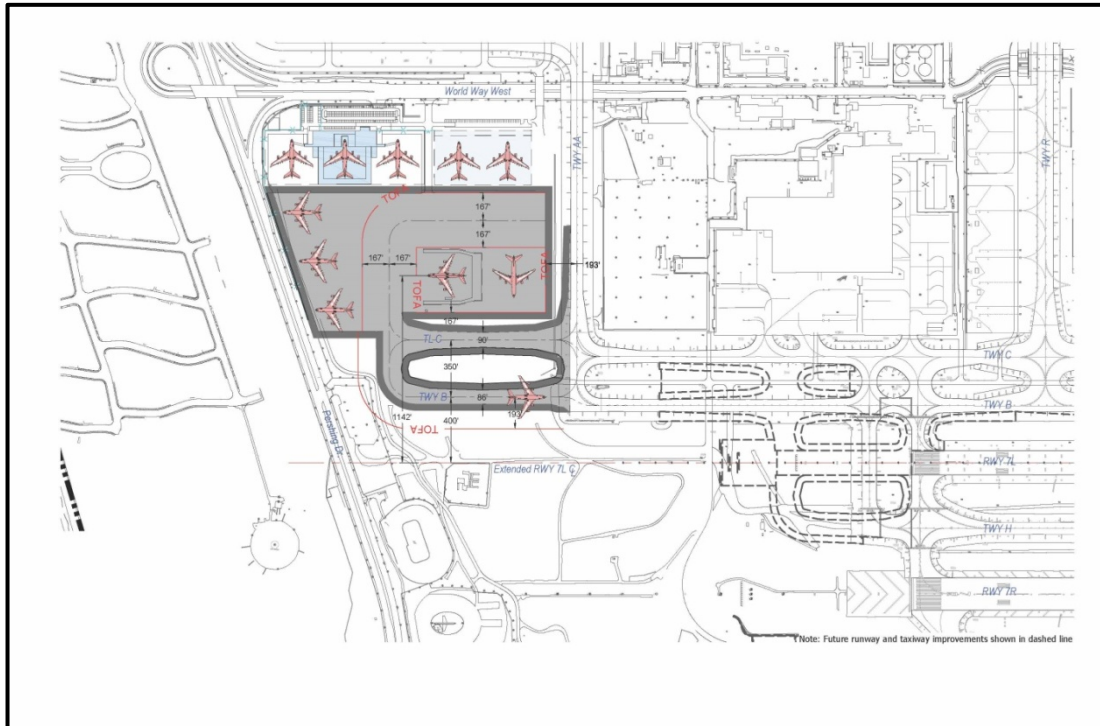 World Way West
TWY AA
TWY R
TOFA
167'
167'
167'
167'
TOFA
193'
TOFA
167'
TL C
90'
350'
TWY C
TWY B
86'
TWY B
193'
1142'
400'
TOFA
Pershing Dr.
Extended RWY 7L C
RWY 7L
TWY H
RWY 7R
Note: Future runway and taxiway improvements shown in dashed line